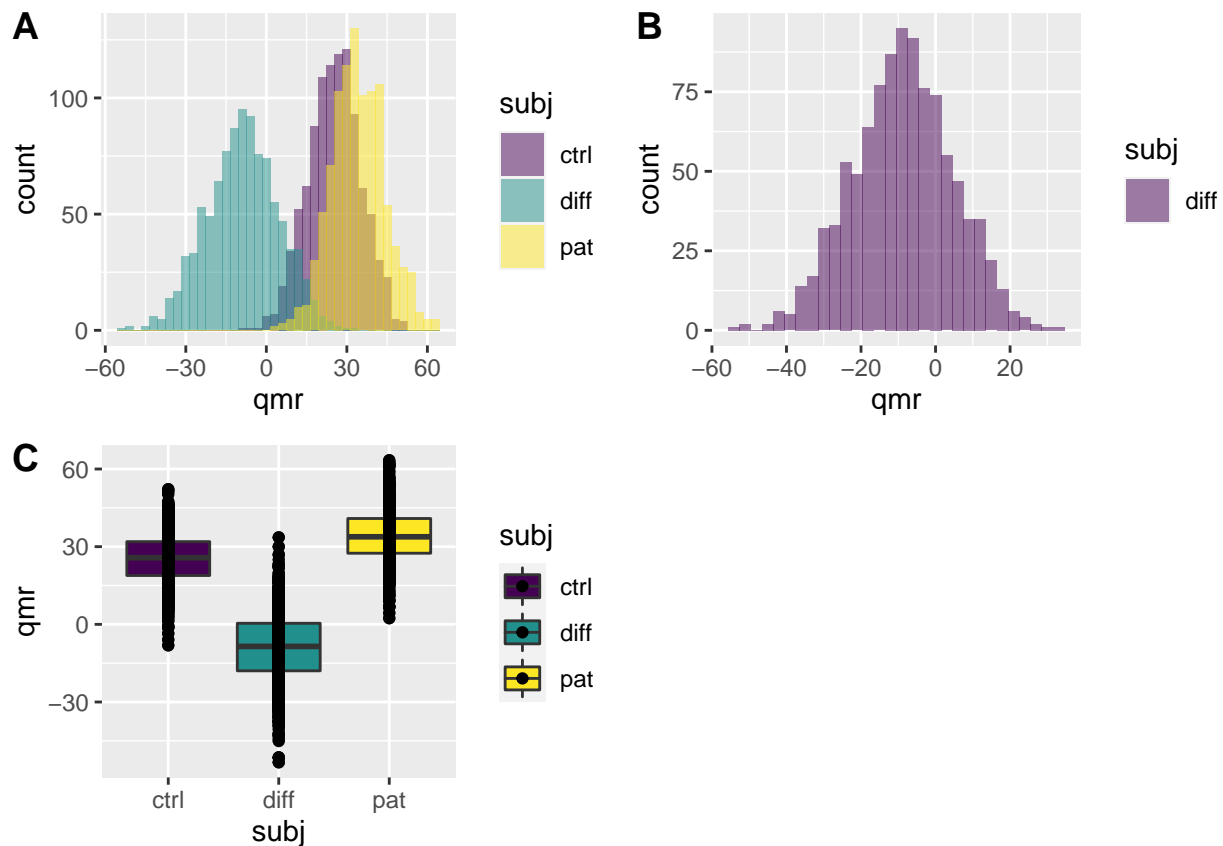 A
count
100
50
0
−60
−30
0
30
60
qmr
subj
ctrl
diff
pat
B
count
75
50
25
0
−60
−40
−20
0
20
qmr
subj
diff
C
qmr
60
30
0
−30
ctrl
diff
pat
subj
subj
ctrl
diff
pat